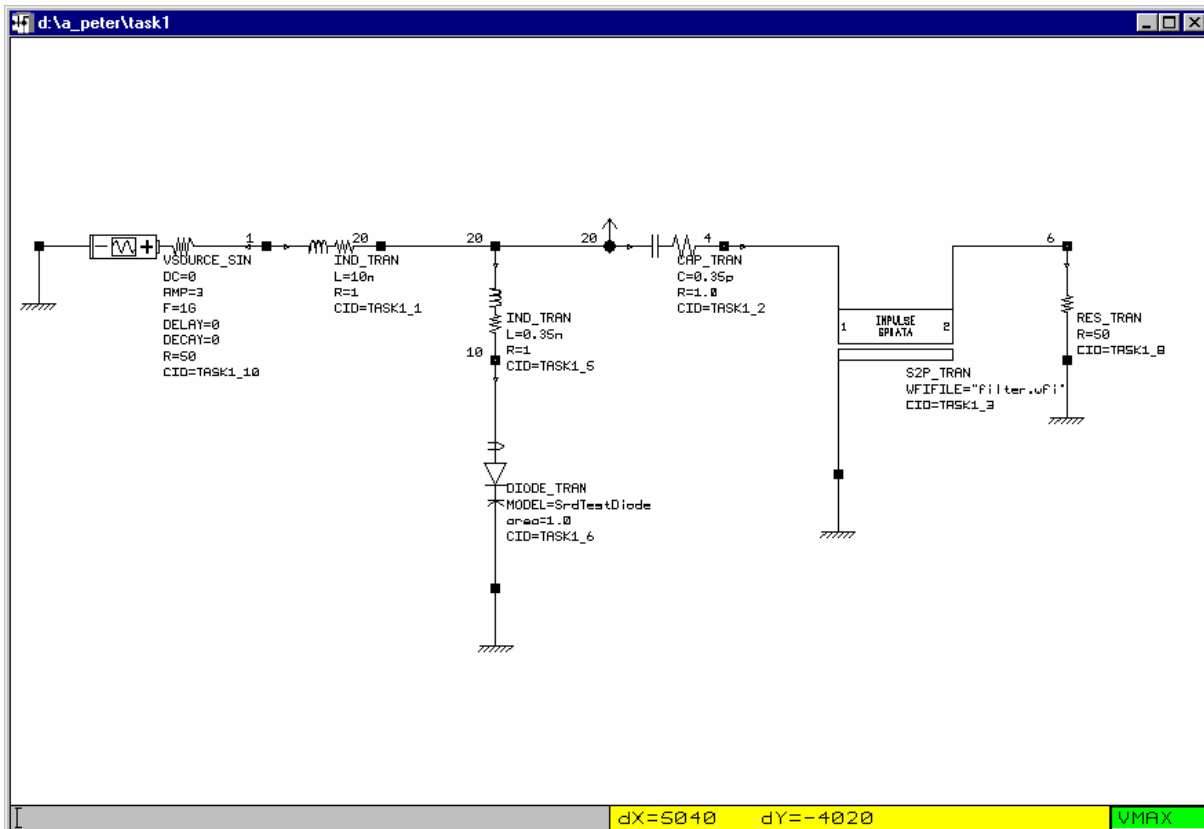 d:\a_peter\task1
1
VSOURCE_SIN
DC=0
AMP=3
F=1G
DELAY=0
DECAY=0
R=50
CID=TASK1_10
20
IND_TRAN
L=10n
R=1
CID=TASK1_1
20
IND_TRAN
L=0.35n
R=1
CID=TASK1_5
10
DIODE_TRAN
MODEL=SrdTestDiode
area=1.0
CID=TASK1_6
20
4
CAP_TRAN
C=0.35p
R=1.0
CID=TASK1_2
1 IMPULSE 2
S2P_TRAN
WFIFILE="filter.wfi"
CID=TASK1_3
6
RES_TRAN
R=50
CID=TASK1_8
dX=5040 dY=-4020
VMAX